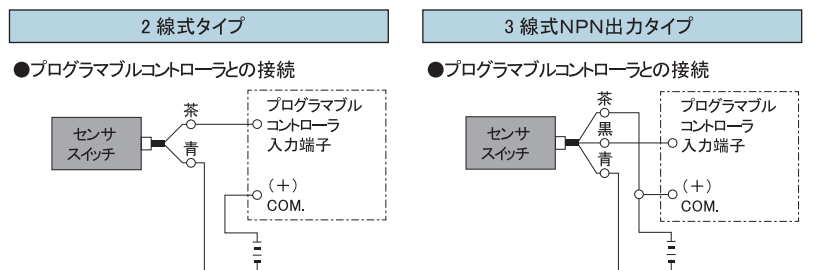 2線式タイプ
●プログラマブルコントローラとの接続
茶
センサ
スイッチ
青
プログラマブル
コントローラ
入力端子
(+)
COM.
3線式NPN出力タイプ
●プログラマブルコントローラとの接続
茶
センサ
スイッチ
黒
青
プログラマブル
コントローラ
入力端子
(+)
COM.